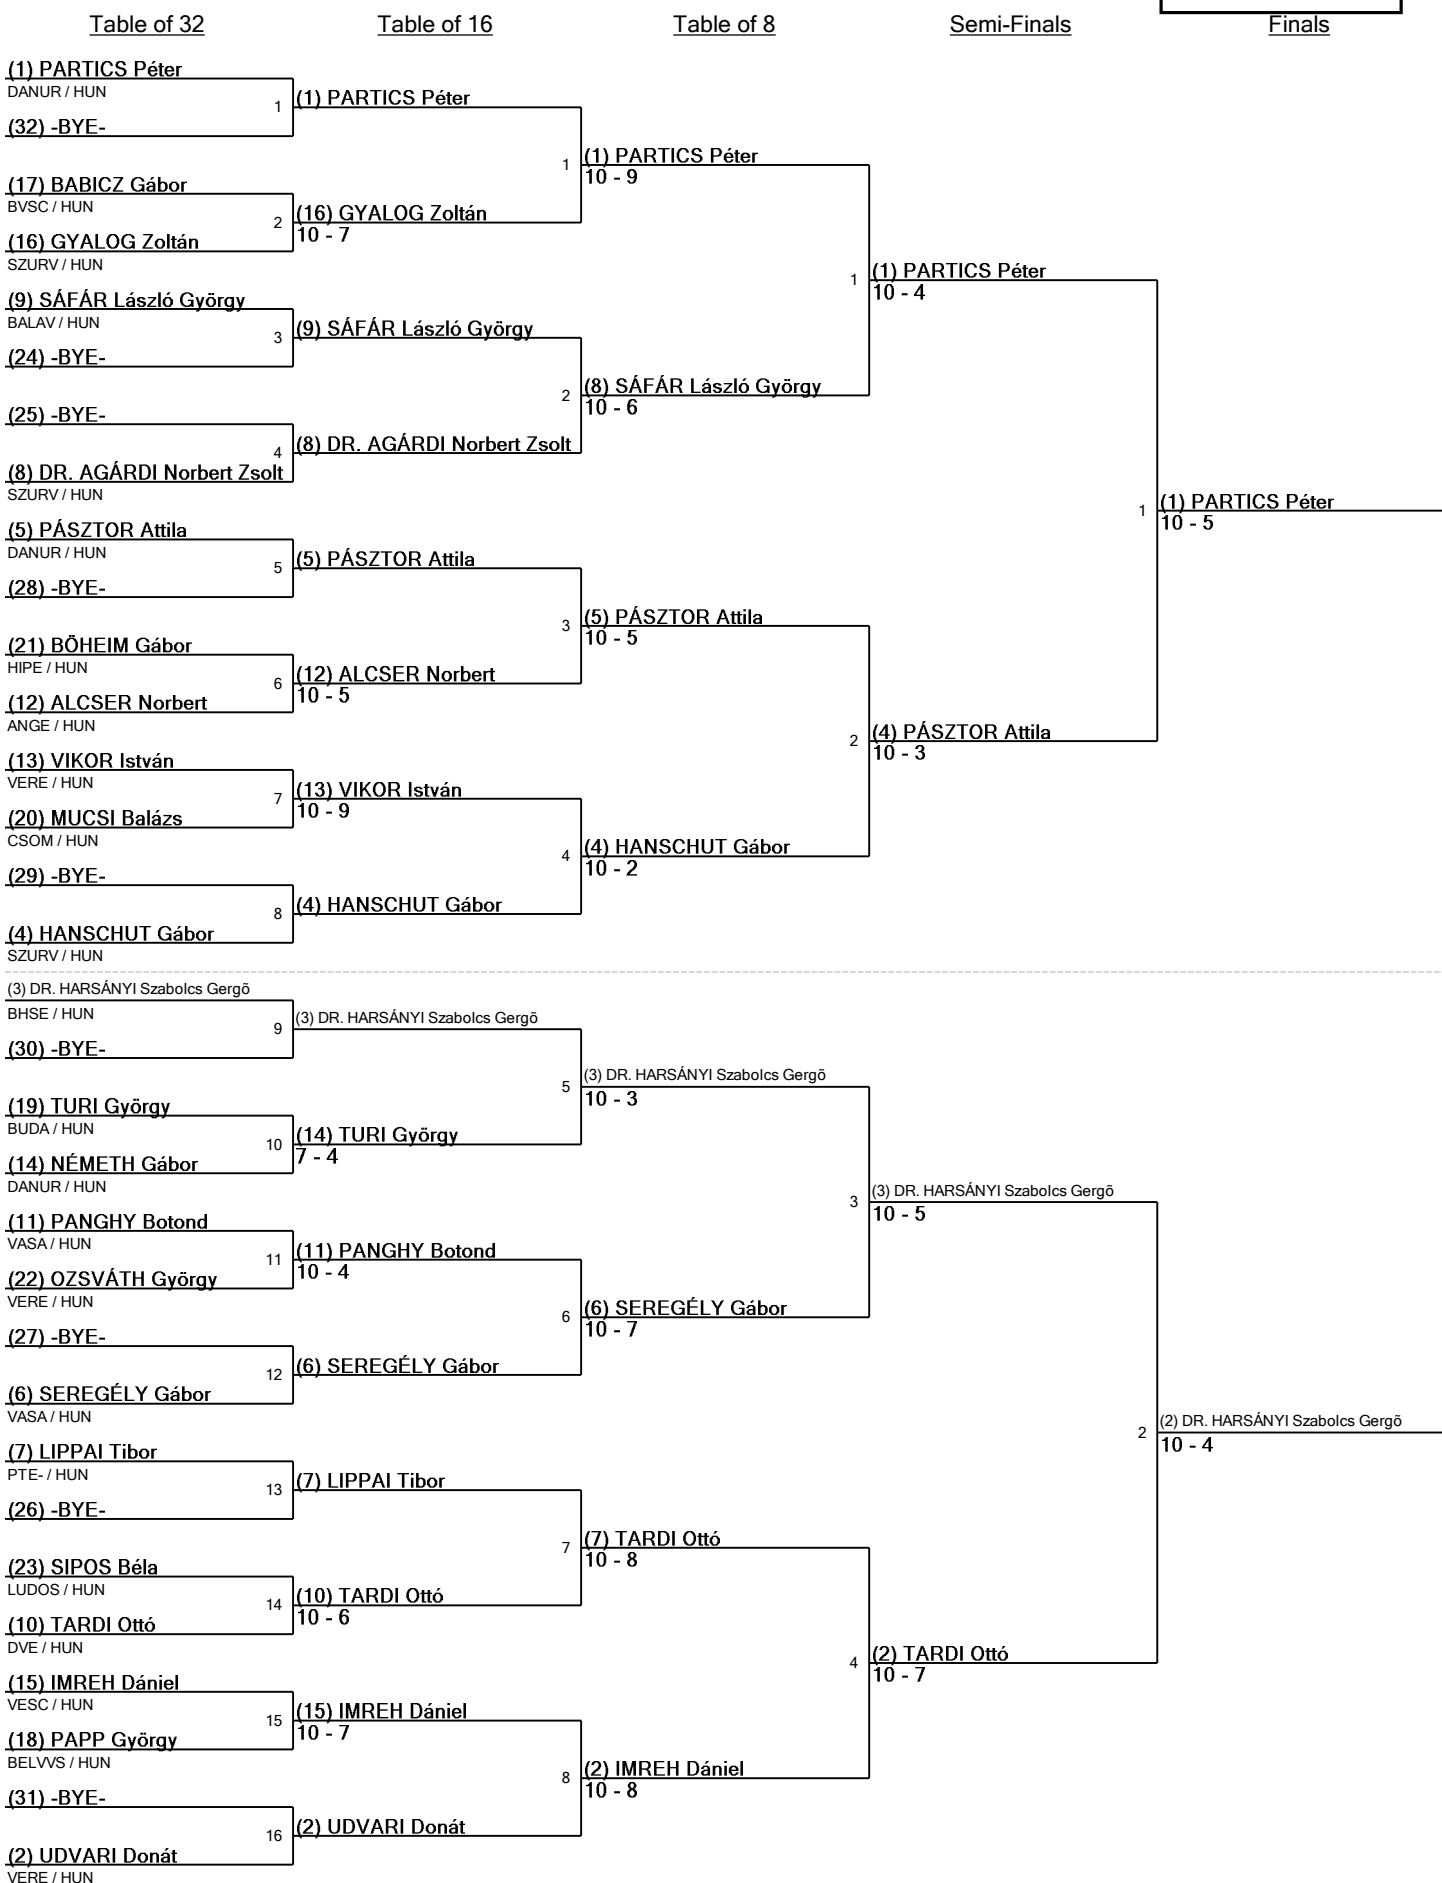 Table of 32
Table of 16
Table of 8
Semi-Finals
Finals
(1) PARTICS Péter
DANUR / HUN
1
(32) -BYE-
(17) BABICZ Gábor
BVSC / HUN
2
(16) GYALOG Zoltán
SZURV / HUN
(9) SÁFÁR László György
BALAV / HUN
3
(24) -BYE-
(25) -BYE-
4
(8) DR. AGÁRDI Norbert Zsolt
SZURV / HUN
(5) PÁSZTOR Attila
DANUR / HUN
5
(28) -BYE-
(21) BÖHEIM Gábor
HIPE / HUN
6
(12) ALCSER Norbert
ANGE / HUN
(13) VIKOR István
VERE / HUN
7
(20) MUCSI Balázs
CSOM / HUN
(29) -BYE-
8
(4) HANSCHUT Gábor
SZURV / HUN
(3) DR. HARSÁNYI Szabolcs Gergõ
BHSE / HUN
9
(30) -BYE-
(19) TURI György
BUDA / HUN
10
(14) NÉMETH Gábor
DANUR / HUN
(11) PANGHY Botond
VASA / HUN
11
(22) OZSVÁTH György
VERE / HUN
(27) -BYE-
12
(6) SEREGÉLY Gábor
VASA / HUN
(7) LIPPAI Tibor
PTE- / HUN
13
(26) -BYE-
(23) SIPOS Béla
LUDOS / HUN
14
(10) TARDI Ottó
DVE / HUN
(15) IMREH Dániel
VESC / HUN
15
(18) PAPP György
BELVVS / HUN
(31) -BYE-
16
(2) UDVARI Donát
VERE / HUN
(1) PARTICS Péter
1
(16) GYALOG Zoltán
10 - 7
(9) SÁFÁR László György
2
(8) DR. AGÁRDI Norbert Zsolt
(5) PÁSZTOR Attila
3
(12) ALCSER Norbert
10 - 5
(13) VIKOR István
10 - 9
4
(4) HANSCHUT Gábor
(3) DR. HARSÁNYI Szabolcs Gergõ
5
(14) TURI György
7 - 4
(11) PANGHY Botond
10 - 4
6
(6) SEREGÉLY Gábor
(7) LIPPAI Tibor
7
(10) TARDI Ottó
10 - 6
(15) IMREH Dániel
10 - 7
8
(2) UDVARI Donát
(1) PARTICS Péter
10 - 9
1
(8) SÁFÁR László György
10 - 6
(5) PÁSZTOR Attila
10 - 5
2
(4) HANSCHUT Gábor
10 - 2
(3) DR. HARSÁNYI Szabolcs Gergõ
10 - 3
3
(6) SEREGÉLY Gábor
10 - 7
(7) TARDI Ottó
10 - 8
4
(2) IMREH Dániel
10 - 8
(1) PARTICS Péter
10 - 4
1
(4) PÁSZTOR Attila
10 - 3
(3) DR. HARSÁNYI Szabolcs Gergõ
10 - 5
2
(2) TARDI Ottó
10 - 7
(1) PARTICS Péter
10 - 5
(2) DR. HARSÁNYI Szabolcs Gergõ
10 - 4